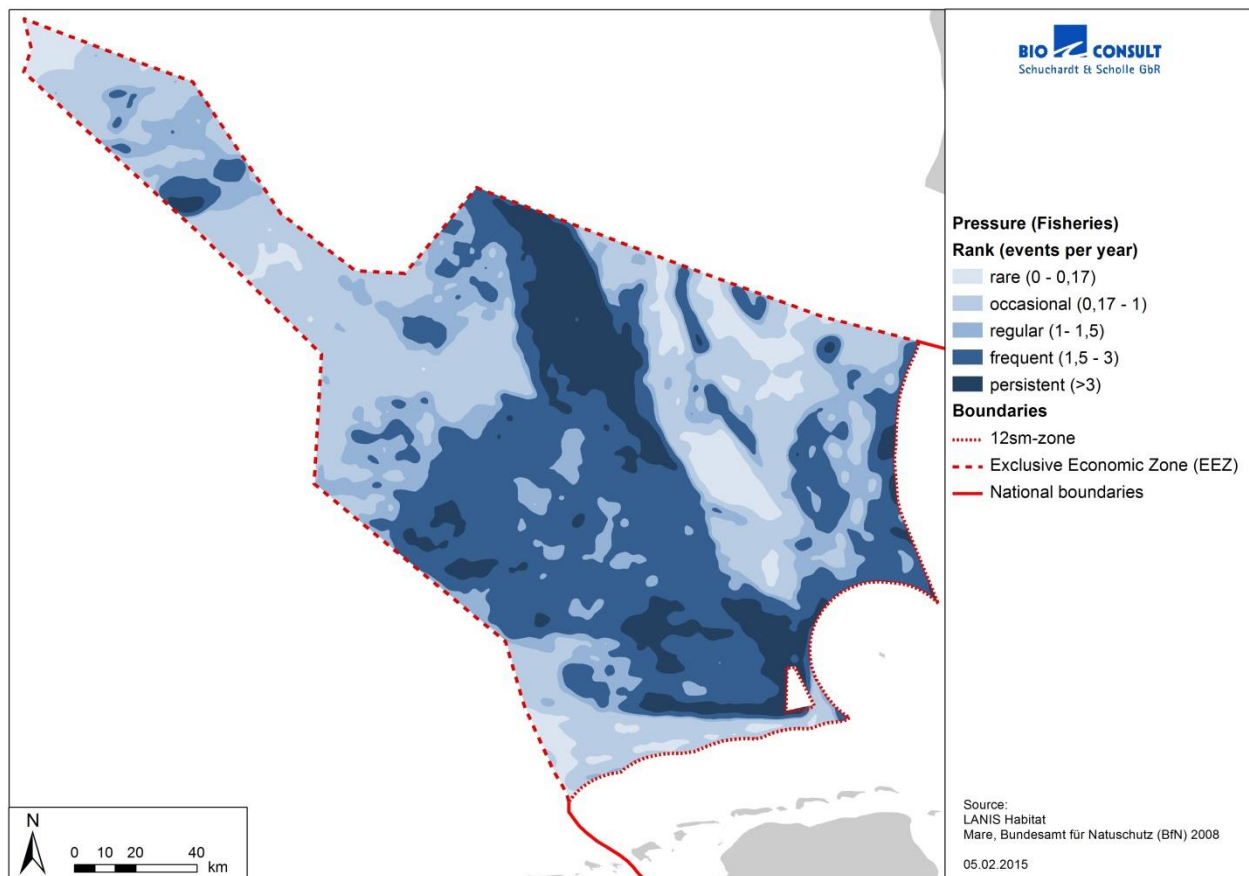 BIO CONSULT
Schuchardt & Scholle GbR
Pressure (Fisheries)
Rank (events per year)
rare (0 - 0,17)
occasional (0,17 - 1)
regular (1- 1,5)
frequent (1,5 - 3)
persistent (>3)
Boundaries
12sm-zone
Exclusive Economic Zone (EEZ)
National boundaries
N
0 10 20 40
km
Source:
LANIS Habitat
Mare, Bundesamt für Natuschutz (BfN) 2008
05.02.2015